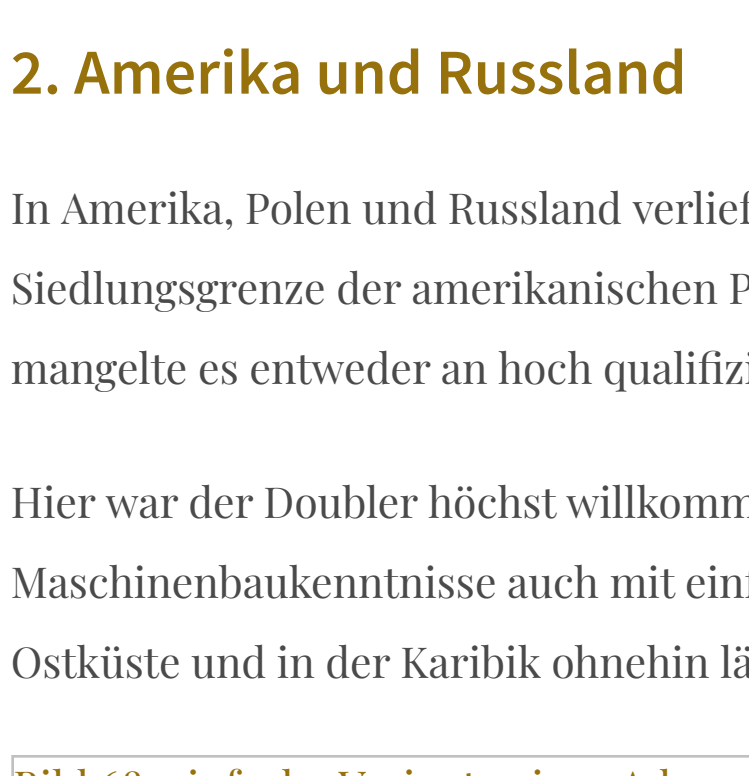 2. Amerika und Russland
In Amerika, Polen und Russland verlief
Siedlungsgrenze der amerikanischen P
mangelte es entweder an hoch qualifizi
Hier war der Doubler höchst willkomm
Maschinenbaukenntnisse auch mit einf
Ostküste und in der Karibik ohnehin lä